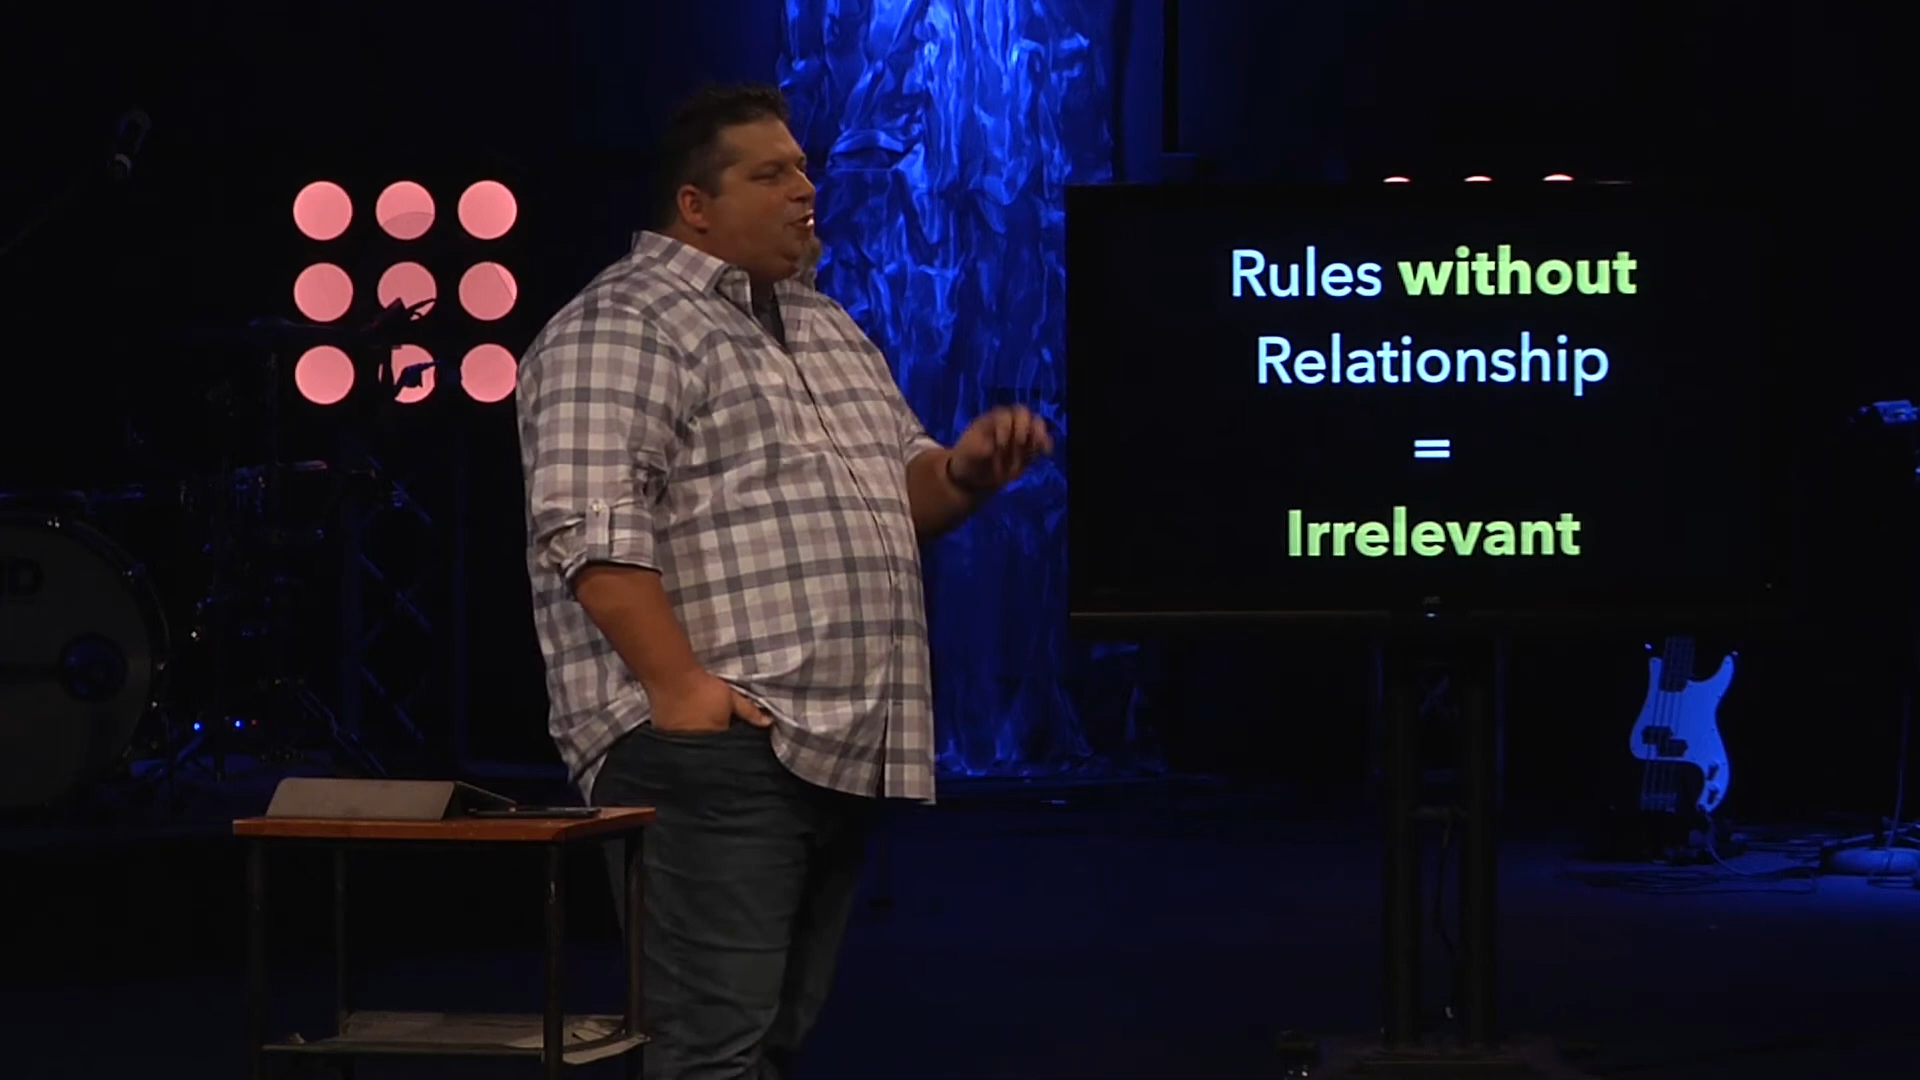 Rules without
Relationship
=
Irrelevant